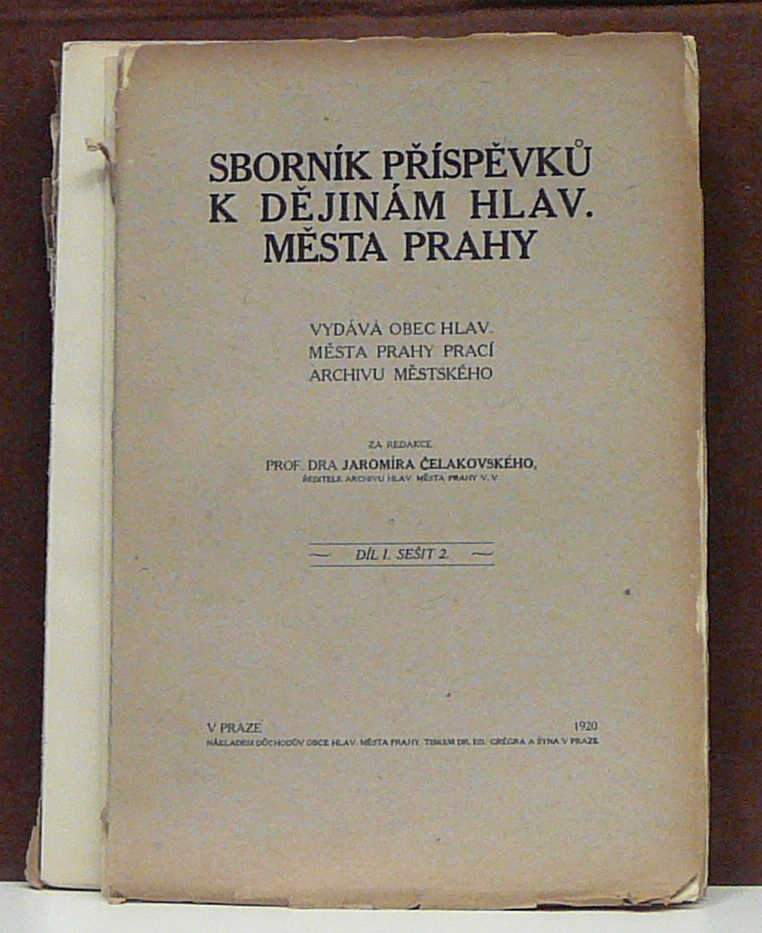 SBORNÍK PŘÍSPĚVKŮ
K DĚJINÁM HLAV.
MĚSTA PRAHY
VYDÁVÁ OBEC HLAV.
MĚSTA PRAHY PRACÍ
ARCHIVU MĚSTSKÉHO
ZA REDAKCE
PROF. DRA JAROMÍRA ČELAKOVSKÉHO,
ŘEDITELE ARCHIVU HLAV. MĚSTA PRAHY V. V.
DÍL I. SEŠIT 2.
V PRAZE 1920
NÁKLADEM DŮCHODŮV OBCE HLAV. MĚSTA PRAHY. TISKEM DR. ED. GRÉGRA A SYNA V PRAZE.